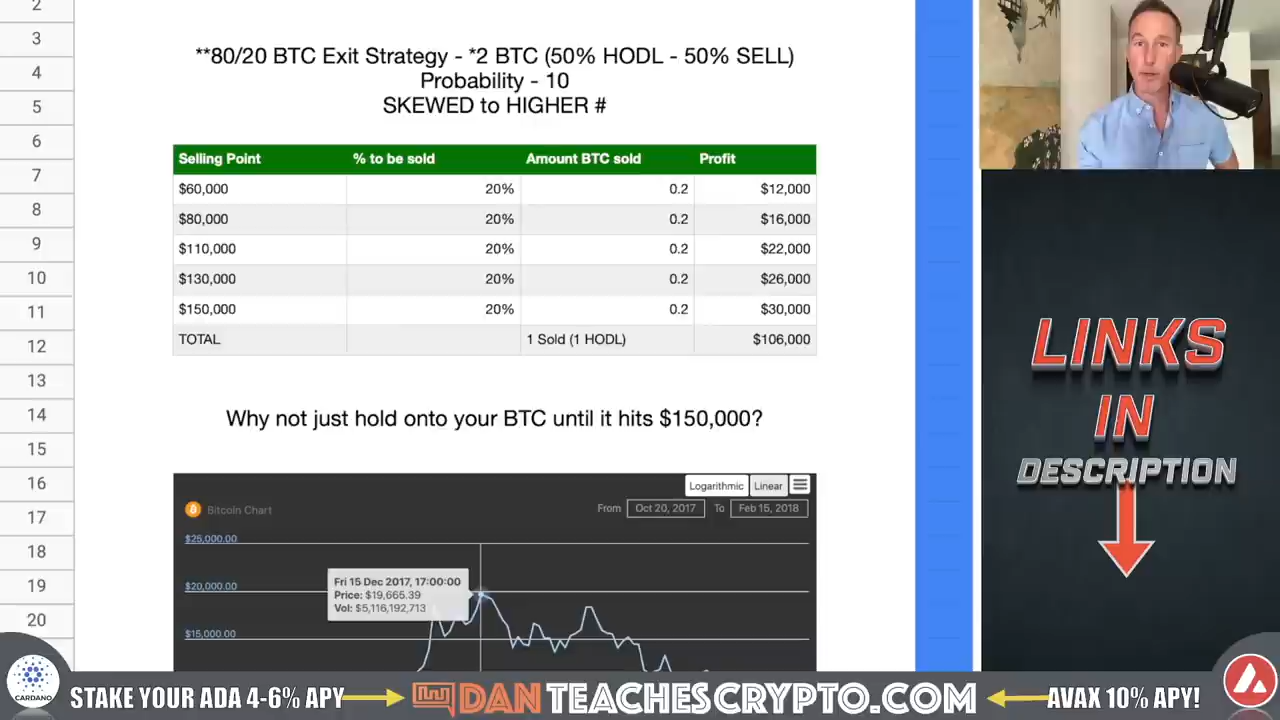 2
3
4
5
6
7
8
9
10
11
12
13
14
15
16
17
18
19
20
**80/20 BTC Exit Strategy - *2 BTC (50% HODL - 50% SELL)
Probability - 10
SKEWED to HIGHER #
Selling Point % to be sold Amount BTC sold Profit
$60,000 20% 0.2 $12,000
$80,000 20% 0.2 $16,000
$110,000 20% 0.2 $22,000
$130,000 20% 0.2 $26,000
$150,000 20% 0.2 $30,000
TOTAL 1 Sold (1 HODL) $106,000
Why not just hold onto your BTC until it hits $150,000?
Logarithmic Linear
Bitcoin Chart From Oct 20, 2017 To Feb 15, 2018
$25,000.00
$20,000.00
Fri 15 Dec 2017, 17:00:00
Price: $19,665.39
Vol: $5,116,192,713
$15,000.00
LINKS
IN
DESCRIPTION
CARDANO
STAKE YOUR ADA 4-6% APY DANTEACHESCRYPTO.COM AVAX 10% APY!